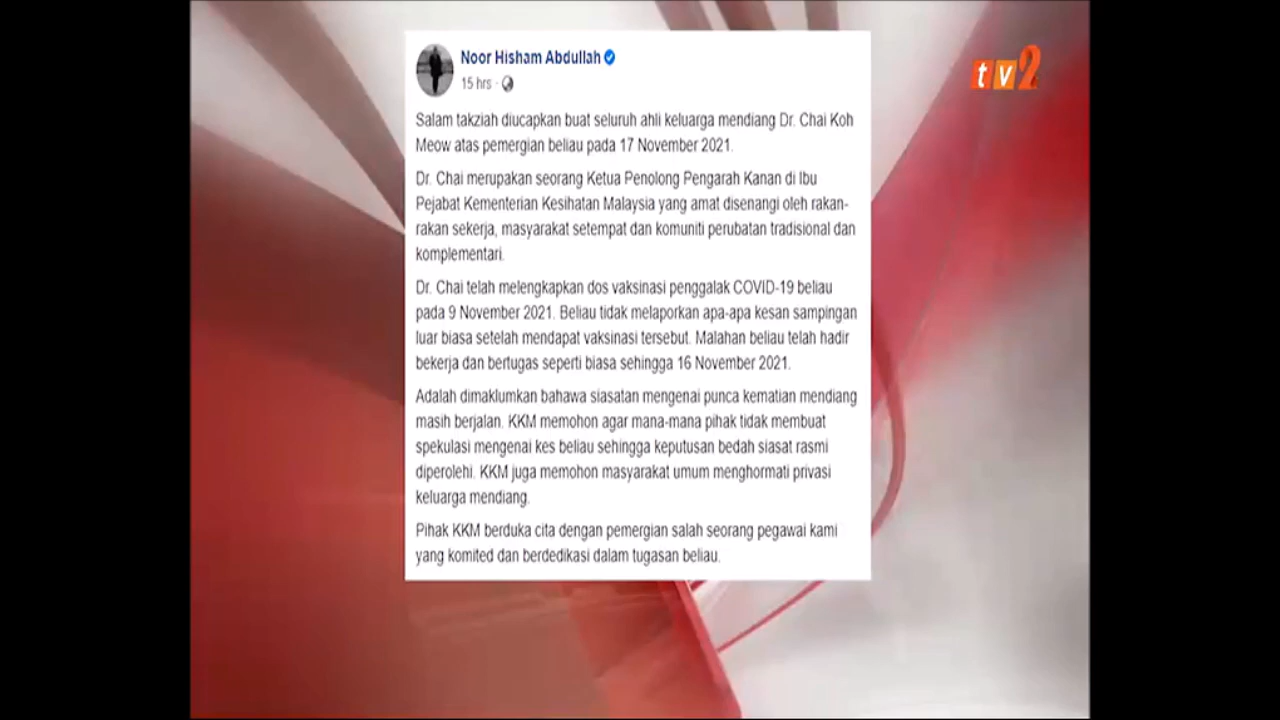 Noor Hisham Abdullah
15 hrs ·
tv2
Salam takziah diucapkan buat seluruh ahli keluarga mendiang Dr. Chai Koh
Meow atas pemergian beliau pada 17 November 2021.
Dr. Chai merupakan seorang Ketua Penolong Pengarah Kanan di Ibu
Pejabat Kementerian Kesihatan Malaysia yang amat disenangi oleh rakan-
rakan sekerja, masyarakat setempat dan komuniti perubatan tradisional dan
komplementari.
Dr. Chai telah melengkapkan dos vaksinasi penggalak COVID-19 beliau
pada 9 November 2021. Beliau tidak melaporkan apa-apa kesan sampingan
luar biasa setelah mendapat vaksinasi tersebut. Malahan beliau telah hadir
bekerja dan bertugas seperti biasa sehingga 16 November 2021.
Adalah dimaklumkan bahawa siasatan mengenai punca kematian mendiang
masih berjalan. KKM memohon agar mana-mana pihak tidak membuat
spekulasi mengenai kes beliau sehingga keputusan bedah siasat rasmi
diperolehi. KKM juga memohon masyarakat umum menghormati privasi
keluarga mendiang.
Pihak KKM berduka cita dengan pemergian salah seorang pegawai kami
yang komited dan berdedikasi dalam tugasan beliau.